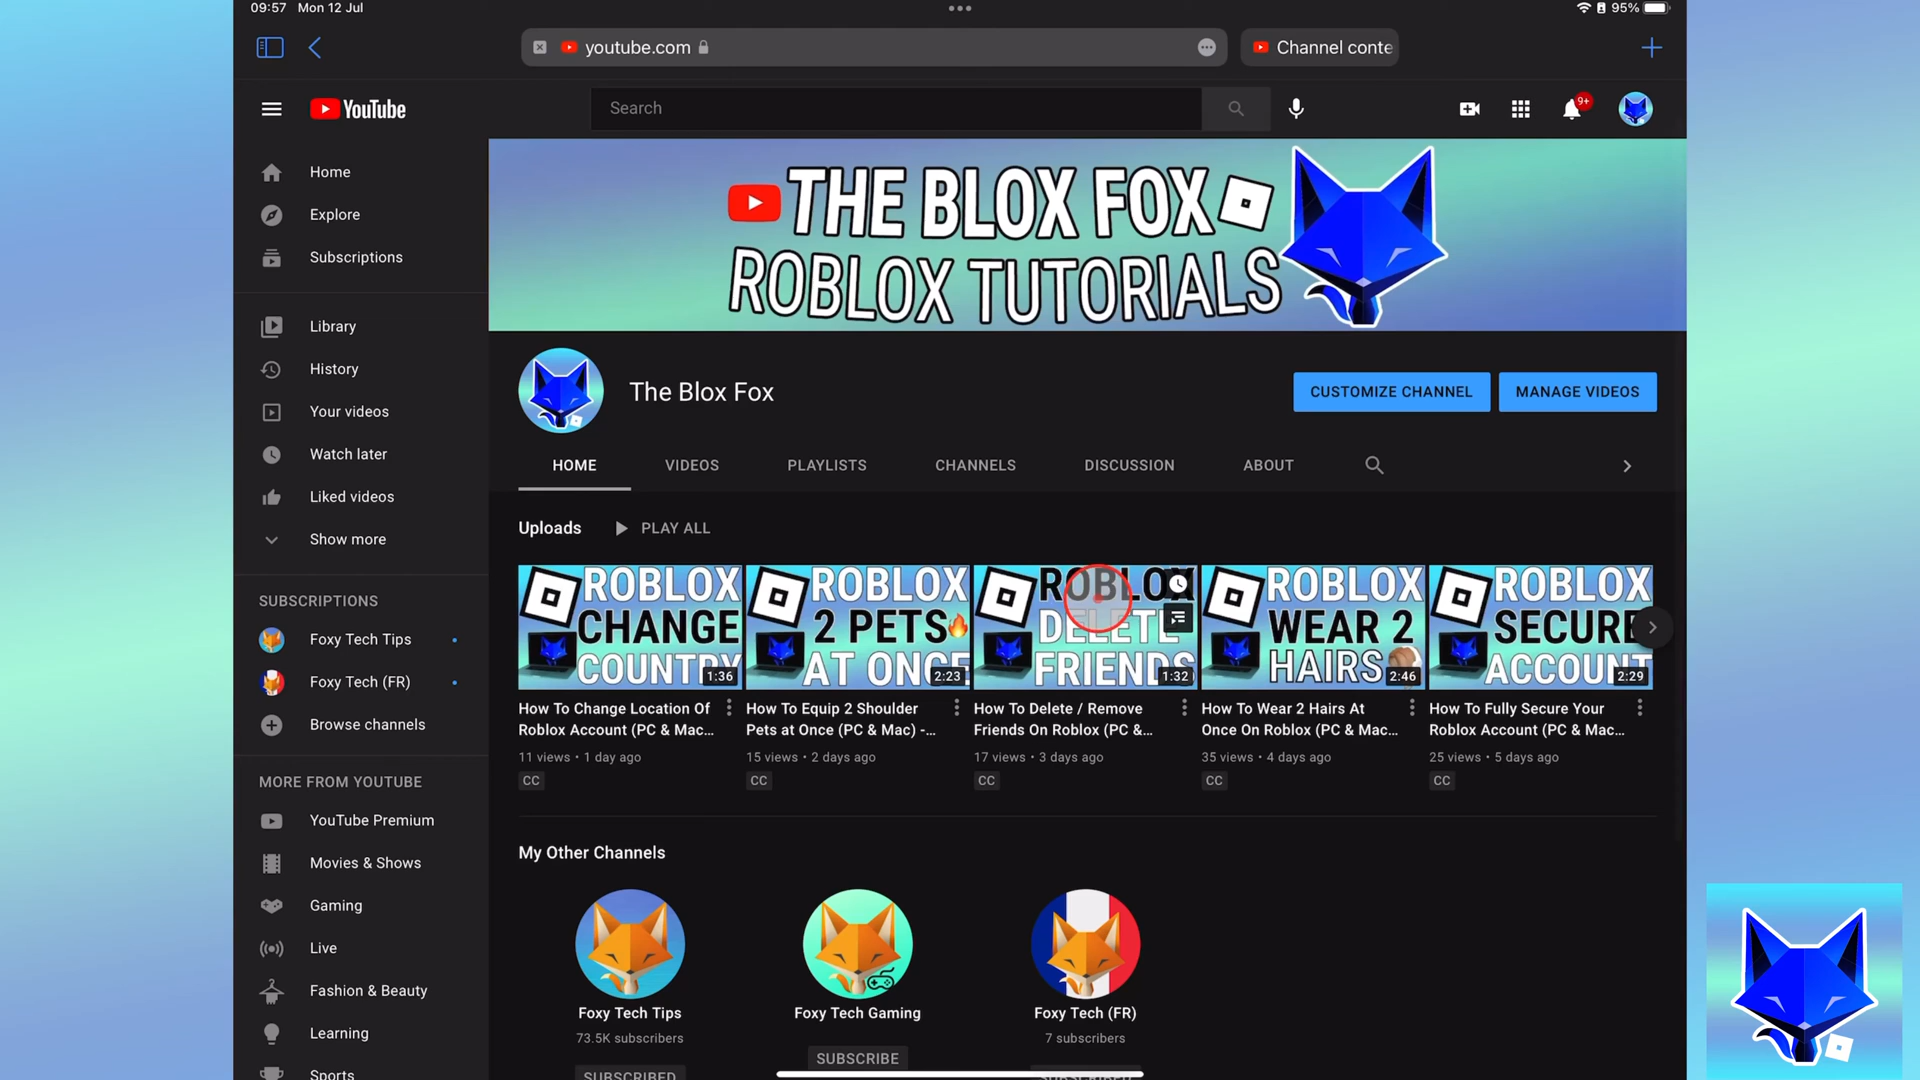 09:57 Mon 12 Jul
95%
youtube.com
Channel conte
YouTube
Search
9+
Home
Explore
Subscriptions
Library
History
Your videos
Watch later
Liked videos
Show more
SUBSCRIPTIONS
Foxy Tech Tips
Foxy Tech (FR)
Browse channels
MORE FROM YOUTUBE
YouTube Premium
Movies & Shows
Gaming
Live
Fashion & Beauty
Learning
Sports
THE BLOX FOX
ROBLOX TUTORIALS
The Blox Fox
CUSTOMIZE CHANNEL
MANAGE VIDEOS
HOME VIDEOS PLAYLISTS CHANNELS DISCUSSION ABOUT
Uploads PLAY ALL
ROBLOX
CHANGE
COUNTRY
1:36
How To Change Location Of
Roblox Account (PC & Mac...
11 views • 1 day ago
CC
ROBLOX
2 PETS
AT ONCE
2:23
How To Equip 2 Shoulder
Pets at Once (PC & Mac) -...
15 views • 2 days ago
CC
ROBLOX
DELETE
FRIENDS
1:32
How To Delete / Remove
Friends On Roblox (PC &...
17 views • 3 days ago
CC
ROBLOX
WEAR 2
HAIRS
2:46
How To Wear 2 Hairs At
Once On Roblox (PC & Mac...
35 views • 4 days ago
CC
ROBLOX
SECURE
ACCOUNT
2:29
How To Fully Secure Your
Roblox Account (PC & Mac...
25 views • 5 days ago
CC
My Other Channels
Foxy Tech Tips
73.5K subscribers
SUBSCRIBED
Foxy Tech Gaming
SUBSCRIBE
Foxy Tech (FR)
7 subscribers
SUBSCRIBED